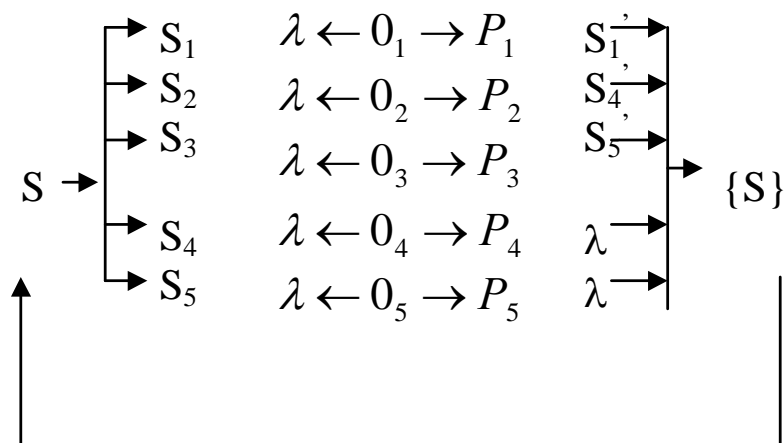 S₁ λ ← 0₁ → P₁ S₁’
S₂ λ ← 0₂ → P₂ S₄’
S₃ λ ← 0₃ → P₃ S₅’
S {S}
S₄ λ ← 0₄ → P₄ λ
S₅ λ ← 0₅ → P₅ λ